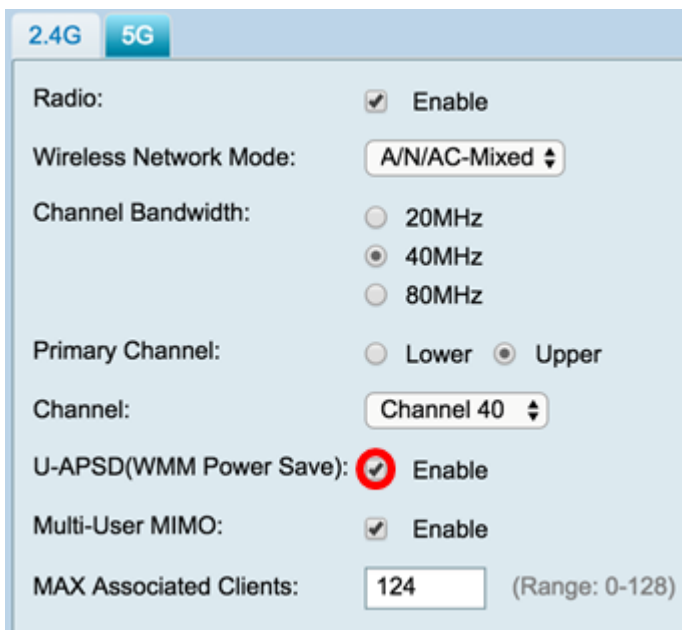 2.4G 5G
Radio: Enable
Wireless Network Mode: A/N/AC-Mixed
Channel Bandwidth: 20MHz
40MHz
80MHz
Primary Channel: Lower Upper
Channel: Channel 40
U-APSD(WMM Power Save): Enable
Multi-User MIMO: Enable
MAX Associated Clients: 124 (Range: 0-128)